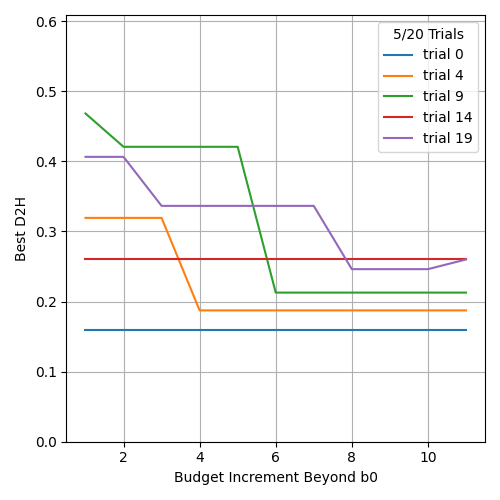 0.6
0.5
0.4
0.3
0.2
0.1
0.0
Best D2H
2 4 6 8 10
Budget Increment Beyond b0
5/20 Trials
trial 0
trial 4
trial 9
trial 14
trial 19